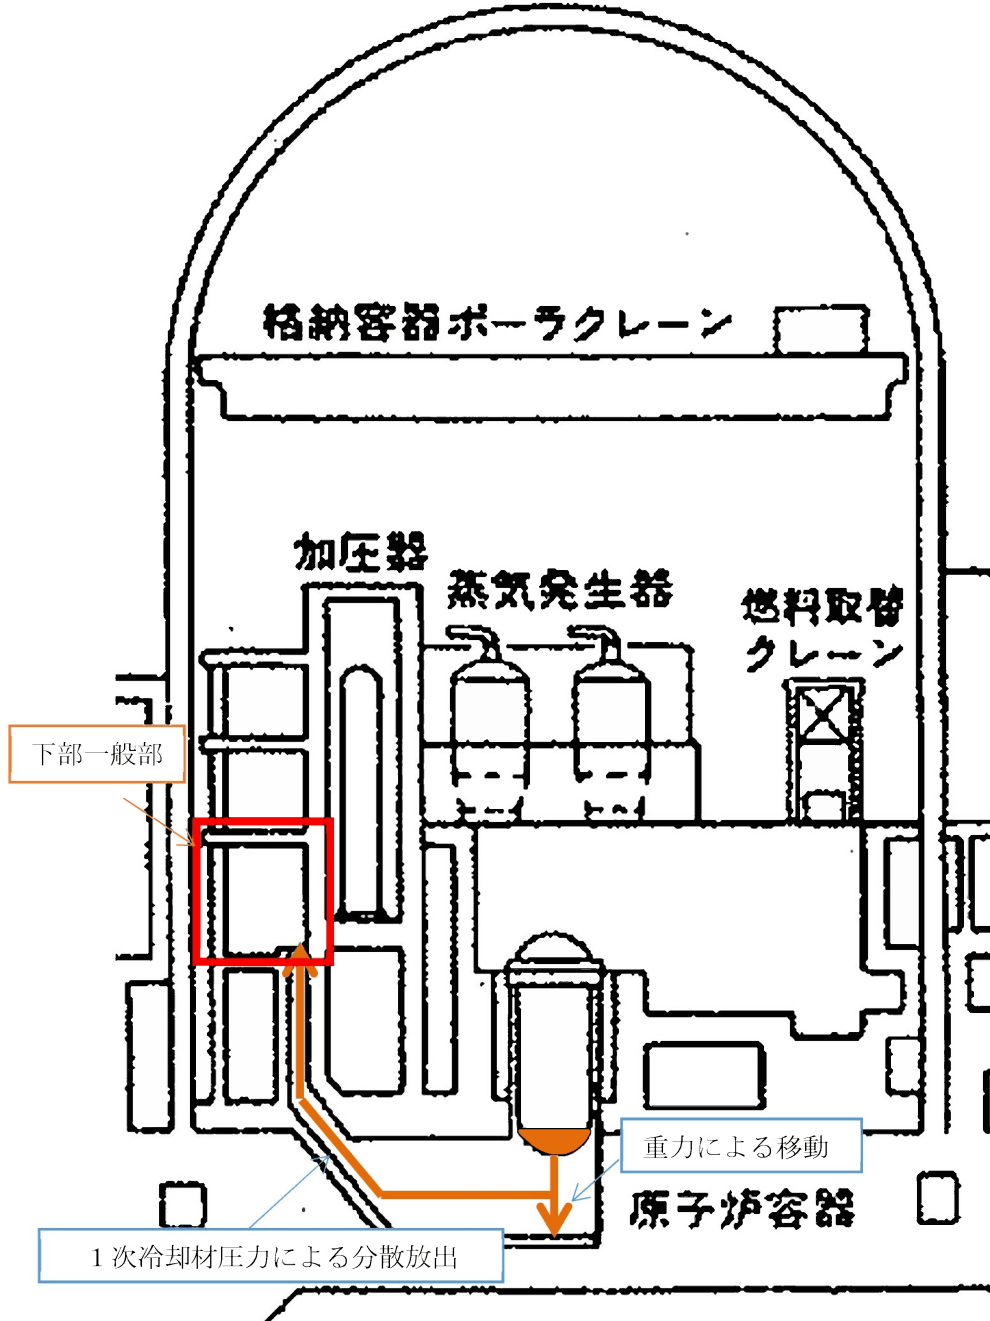 格納容器ポーラクレーン
加圧器
蒸気発生器
燃料取替
クレーン
下部一般部
重力による移動
原子炉容器
１次冷却材圧力による分散放出